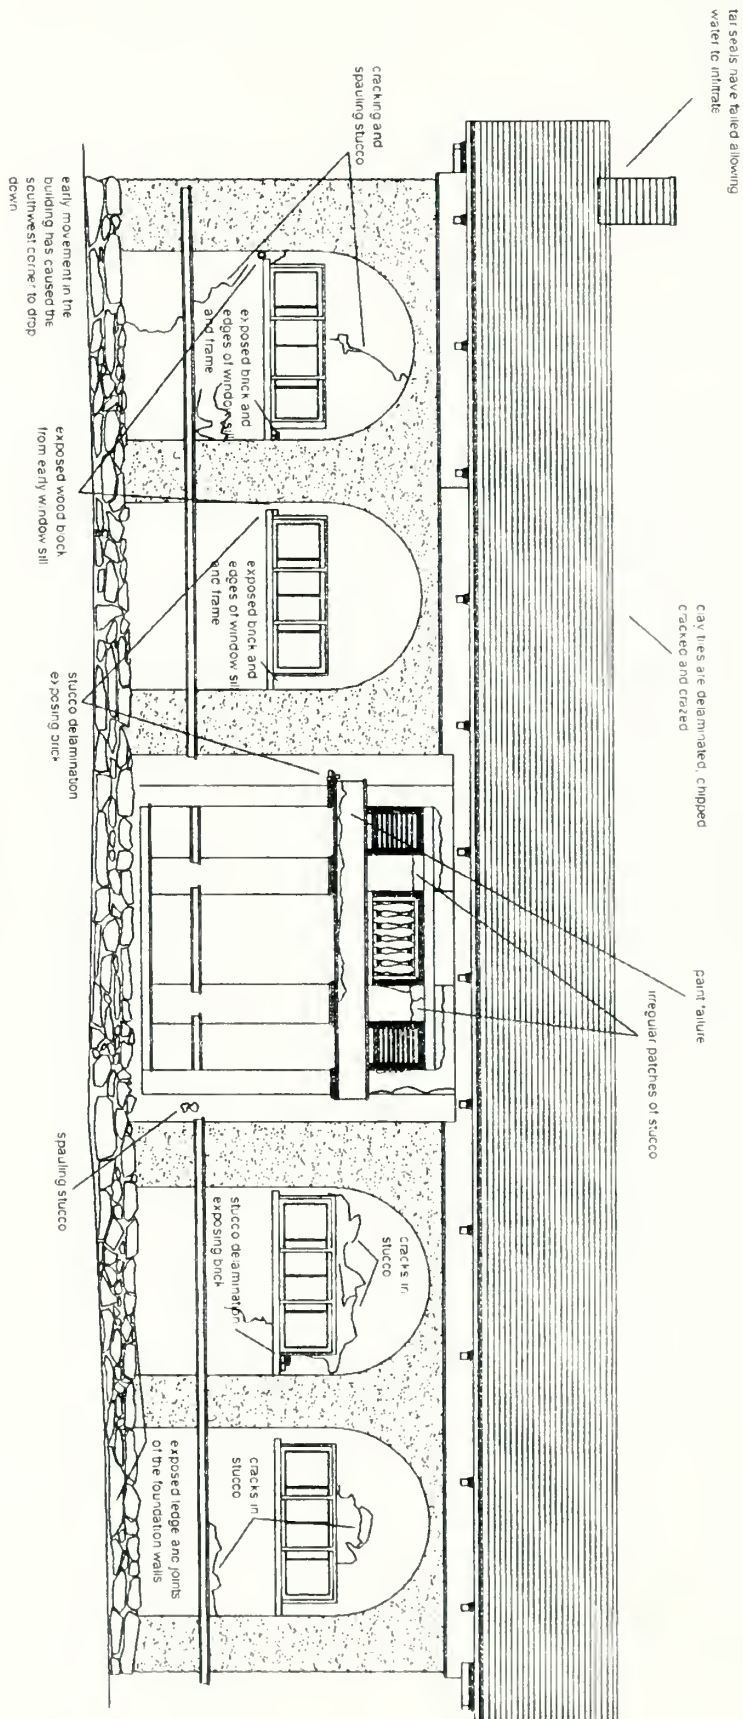 tar seals have failed allowing
water to infiltrate
clay tiles are delaminated, chipped
cracked and crazed
paint failure
irregular patches of stucco
cracking and
spauling stucco
exposed brick and
edges of window sill
and frame
exposed brick and
edges of window sill
and frame
cracks in
stucco
stucco delamination
exposing brick
cracks in
stucco
exposed ledge and joints
of the foundation walls
early movement in the
building has caused the
southwest corner to drop
down
exposed wood block
from early window sill
stucco delamination
exposing brick
spauling stucco